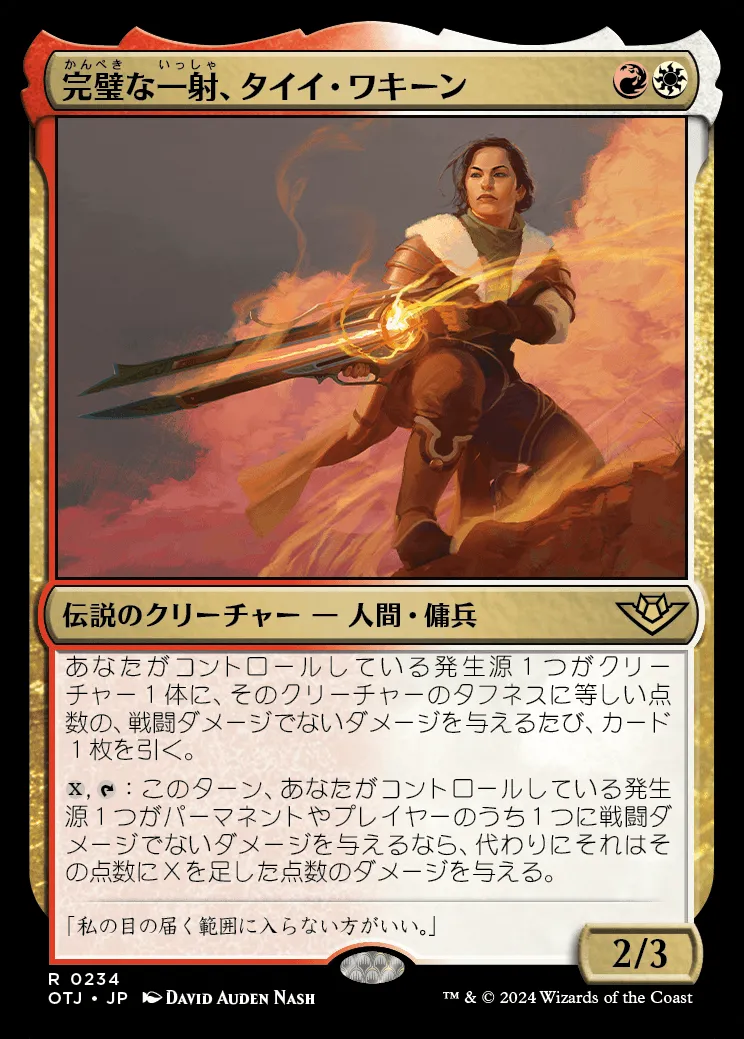 かんぺき いっしゃ
完璧な一射、タイイ・ワキーン
伝説のクリーチャー — 人間・傭兵
あなたがコントロールしている発生源１つがクリー
チャー１体に、そのクリーチャーのタフネスに等しい点
数の、戦闘ダメージでないダメージを与えるたび、カード
１枚を引く。
X, : このターン、あなたがコントロールしている発生
源１つがパーマネントやプレイヤーのうち１つに戦闘ダ
メージでないダメージを与えるなら、代わりにそれはそ
の点数にＸを足した点数のダメージを与える。
「私の目の届く範囲に入らない方がいい。」
2/3
R 0234
OTJ • JP DAVID AUDEN NASH
™ & © 2024 Wizards of the Coast